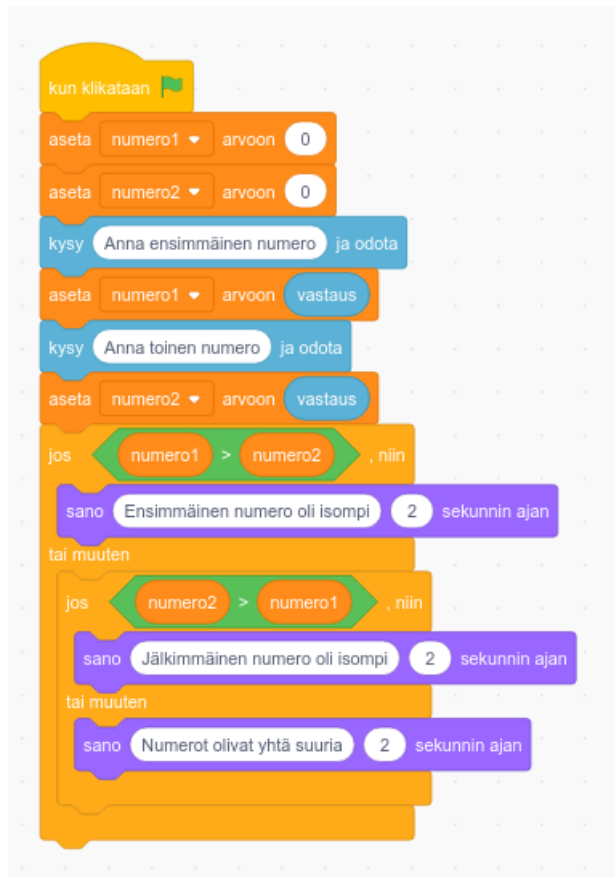 kun klikataan
aseta numero1 arvoon 0
aseta numero2 arvoon 0
kysy Anna ensimmäinen numero ja odota
aseta numero1 arvoon vastaus
kysy Anna toinen numero ja odota
aseta numero2 arvoon vastaus
jos numero1 > numero2 , niin
sano Ensimmäinen numero oli isompi 2 sekunnin ajan
tai muuten
jos numero2 > numero1 , niin
sano Jälkimmäinen numero oli isompi 2 sekunnin ajan
tai muuten
sano Numerot olivat yhtä suuria 2 sekunnin ajan